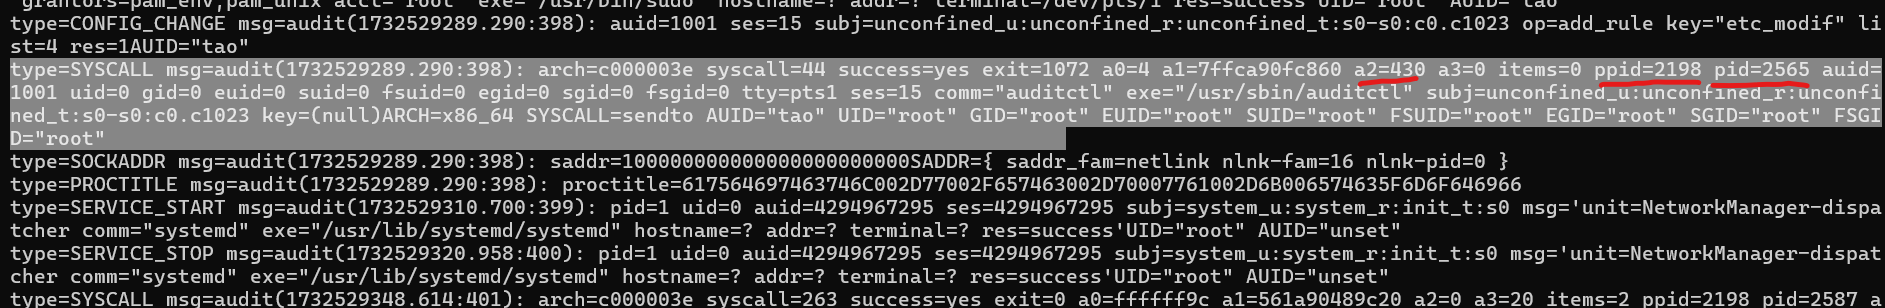 grantors=pam_env,pam_unix acct="root" exe="/usr/bin/sudo" hostname=? addr=? terminal=/dev/pts/1 res=success'UID="root" AUID="tao"
type=CONFIG_CHANGE msg=audit(1732529289.290:398): auid=1001 ses=15 subj=unconfined_u:unconfined_r:unconfined_t:s0-s0:c0.c1023 op=add_rule key="etc_modif" li
st=4 res=1AUID="tao"
type=SYSCALL msg=audit(1732529289.290:398): arch=c000003e syscall=44 success=yes exit=1072 a0=4 a1=7ffca90fc860 a2=430 a3=0 items=0 ppid=2198 pid=2565 auid=
1001 uid=0 gid=0 euid=0 suid=0 fsuid=0 egid=0 sgid=0 fsgid=0 tty=pts1 ses=15 comm="auditctl" exe="/usr/sbin/auditctl" subj=unconfined_u:unconfined_r:unconfi
ned_t:s0-s0:c0.c1023 key=(null)ARCH=x86_64 SYSCALL=sendto AUID="tao" UID="root" GID="root" EUID="root" SUID="root" FSUID="root" EGID="root" SGID="root" FSGI
D="root"
type=SOCKADDR msg=audit(1732529289.290:398): saddr=100000000000000000000000SADDR={ saddr_fam=netlink nlnk-fam=16 nlnk-pid=0 }
type=PROCTITLE msg=audit(1732529289.290:398): proctitle=617564697463746C002D77002F657463002D70007761002D6B006574635F6D6F646966
type=SERVICE_START msg=audit(1732529310.700:399): pid=1 uid=0 auid=4294967295 ses=4294967295 subj=system_u:system_r:init_t:s0 msg='unit=NetworkManager-dispa
tcher comm="systemd" exe="/usr/lib/systemd/systemd" hostname=? addr=? terminal=? res=success'UID="root" AUID="unset"
type=SERVICE_STOP msg=audit(1732529320.958:400): pid=1 uid=0 auid=4294967295 ses=4294967295 subj=system_u:system_r:init_t:s0 msg='unit=NetworkManager-dispat
cher comm="systemd" exe="/usr/lib/systemd/systemd" hostname=? addr=? terminal=? res=success'UID="root" AUID="unset"
type=SYSCALL msg=audit(1732529348.614:401): arch=c000003e syscall=263 success=yes exit=0 a0=ffffff9c a1=561a90489c20 a2=0 a3=20 items=2 ppid=2198 pid=2587 a